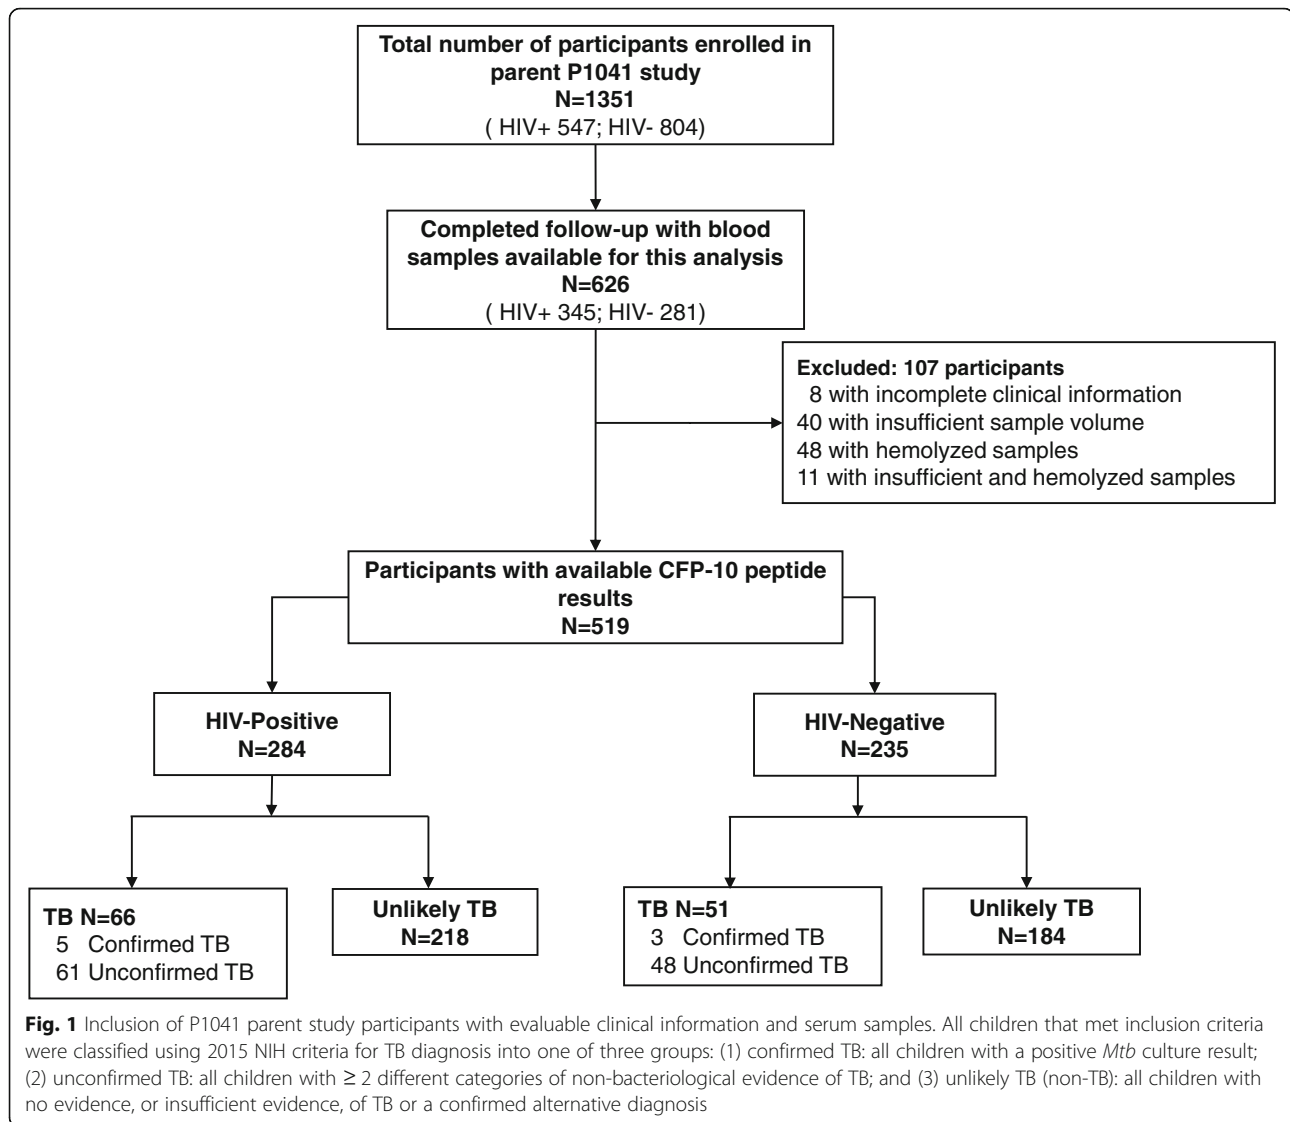 Total number of participants enrolled in
parent P1041 study
N=1351
( HIV+ 547; HIV- 804)
Completed follow-up with blood
samples available for this analysis
N=626
( HIV+ 345; HIV- 281)
Excluded: 107 participants
8 with incomplete clinical information
40 with insufficient sample volume
48 with hemolyzed samples
11 with insufficient and hemolyzed samples
Participants with available CFP-10 peptide
results
N=519
HIV-Positive
N=284
HIV-Negative
N=235
TB N=66
5 Confirmed TB
61 Unconfirmed TB
Unlikely TB
N=218
TB N=51
3 Confirmed TB
48 Unconfirmed TB
Unlikely TB
N=184
Fig. 1 Inclusion of P1041 parent study participants with evaluable clinical information and serum samples. All children that met inclusion criteria
were classified using 2015 NIH criteria for TB diagnosis into one of three groups: (1) confirmed TB: all children with a positive Mtb culture result;
(2) unconfirmed TB: all children with ≥ 2 different categories of non-bacteriological evidence of TB; and (3) unlikely TB (non-TB): all children with
no evidence, or insufficient evidence, of TB or a confirmed alternative diagnosis